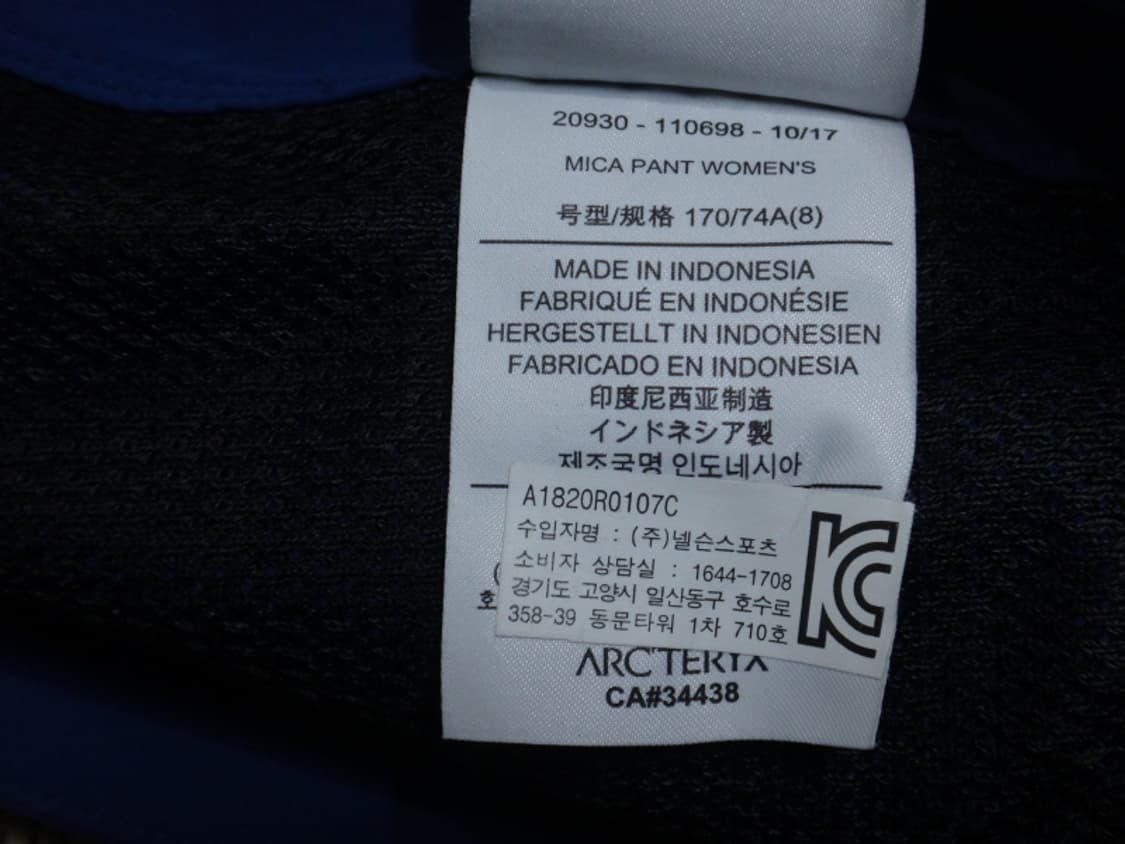 20930 - 110698 - 10/17
MICA PANT WOMEN'S
号型/规格 170/74A(8)
MADE IN INDONESIA
FABRIQUÉ EN INDONÉSIE
HERGESTELLT IN INDONESIEN
FABRICADO EN INDONESIA
印度尼西亚制造
インドネシア製
제조국명 인도네시아
A1820R0107C
수입자명 : (주)넬슨스포츠
소비자 상담실 : 1644-1708
경기도 고양시 일산동구 호수로
358-39 동문타워 1차 710호
ARC'TERYX
CA#34438